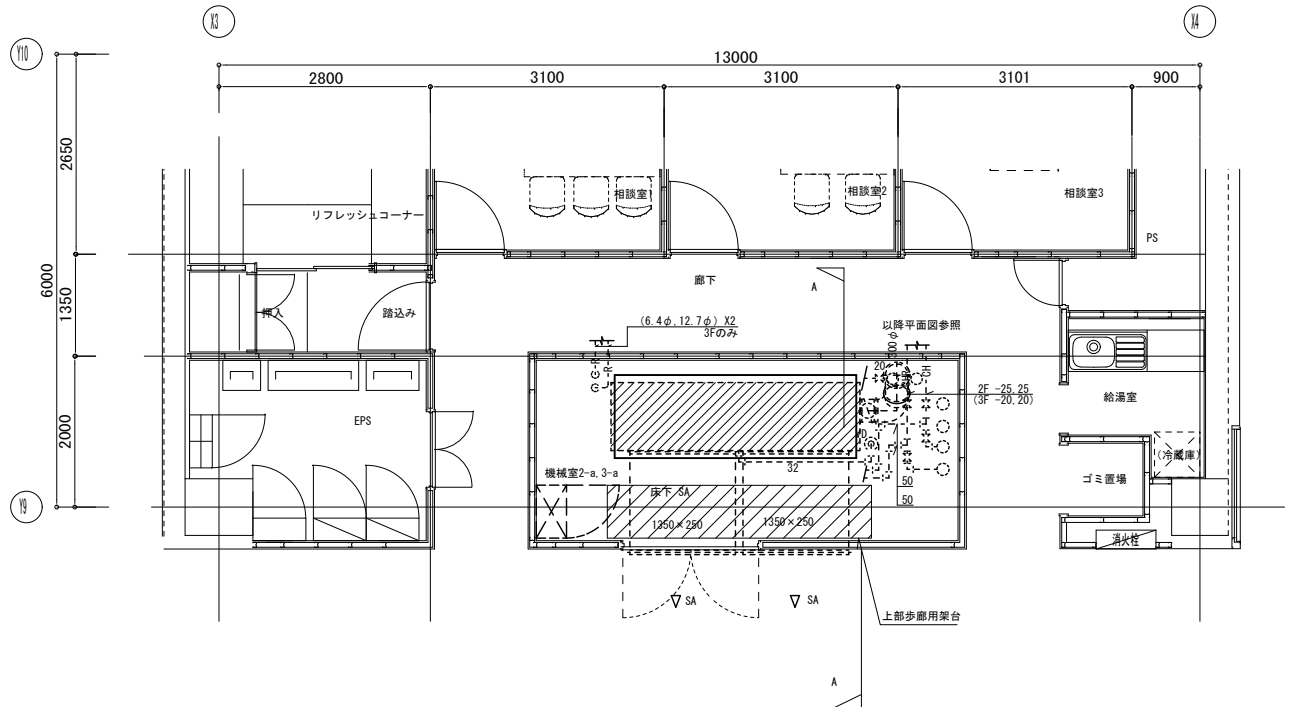 X3
X4
Y10
13000
2800
3100
3100
3101
900
2650
相談室1
相談室2
相談室3
リフレッシュコーナー
PS
6000
1350
廊下
A
押入
踏込み
(6.4φ,12.7φ) X2
3Fのみ
以降平面図参照
300φ
20
2F -25.25
(3F -20,20)
給湯室
2000
EPS
機械室2-a.3-a
32
(冷蔵庫)
ゴミ置場
床下 SA
50
50
Y9
1350×250
1350×250
消火栓
SA
SA
上部歩廊用架台
A